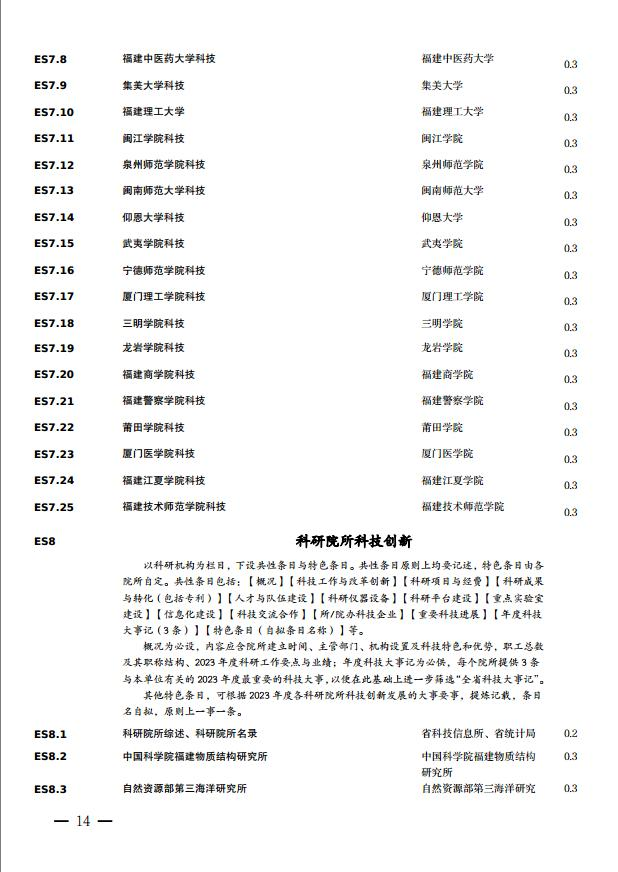 ES7.8 福建中医药大学科技 福建中医药大学 0.3
ES7.9 集美大学科技 集美大学 0.3
ES7.10 福建理工大学 福建理工大学 0.3
ES7.11 闽江学院科技 闽江学院 0.3
ES7.12 泉州师范学院科技 泉州师范学院 0.3
ES7.13 闽南师范大学科技 闽南师范大学 0.3
ES7.14 仰恩大学科技 仰恩大学 0.3
ES7.15 武夷学院科技 武夷学院 0.3
ES7.16 宁德师范学院科技 宁德师范学院 0.3
ES7.17 厦门理工学院科技 厦门理工学院 0.3
ES7.18 三明学院科技 三明学院 0.3
ES7.19 龙岩学院科技 龙岩学院 0.3
ES7.20 福建商学院科技 福建商学院 0.3
ES7.21 福建警察学院科技 福建警察学院 0.3
ES7.22 莆田学院科技 莆田学院 0.3
ES7.23 厦门医学院科技 厦门医学院 0.3
ES7.24 福建江夏学院科技 福建江夏学院 0.3
ES7.25 福建技术师范学院科技 福建技术师范学院 0.3
ES8 科研院所科技创新
以科研机构为栏目，下设共性条目与特色条目。共性条目原则上均要记述，特色条目由各
院所自定。共性条目包括：【概况】【科技工作与改革创新】【科研项目与经费】【科研成果
与转化（包括专利）】【人才与队伍建设】【科研仪器设备】【科研平台建设】【重点实验室
建设】【信息化建设】【科技交流合作】【所/院办科技企业】【重要科技进展】【年度科技
大事记（3 条）】【特色条目（自拟条目名称）】等。
概况为必设，内容应含院所建立时间、主管部门、机构设置及科技特色和优势，职工总数
及其职称结构、2023 年度科研工作要点与业绩；年度科技大事记为必供，每个院所提供 3 条
与本单位有关的 2023 年度最重要的科技大事，以便在此基础上进一步筛选“全省科技大事记”。
其他特色条目，可根据 2023 年度各科研院所科技创新发展的大事要事，提炼记载，条目
名自拟，原则上一事一条。
ES8.1 科研院所综述、科研院所名录 省科技信息所、省统计局 0.2
ES8.2 中国科学院福建物质结构研究所 中国科学院福建物质结构 0.3
研究所
ES8.3 自然资源部第三海洋研究所 自然资源部第三海洋研究 0.3
— 14 —